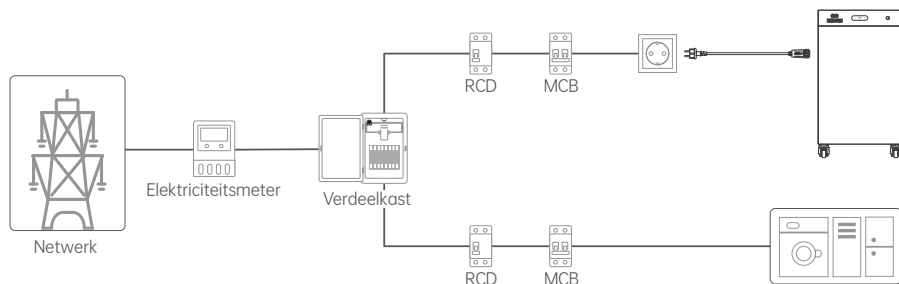 RCD
MCB
Elektriciteitsmeter
Verdeelkast
Netwerk
RCD
MCB